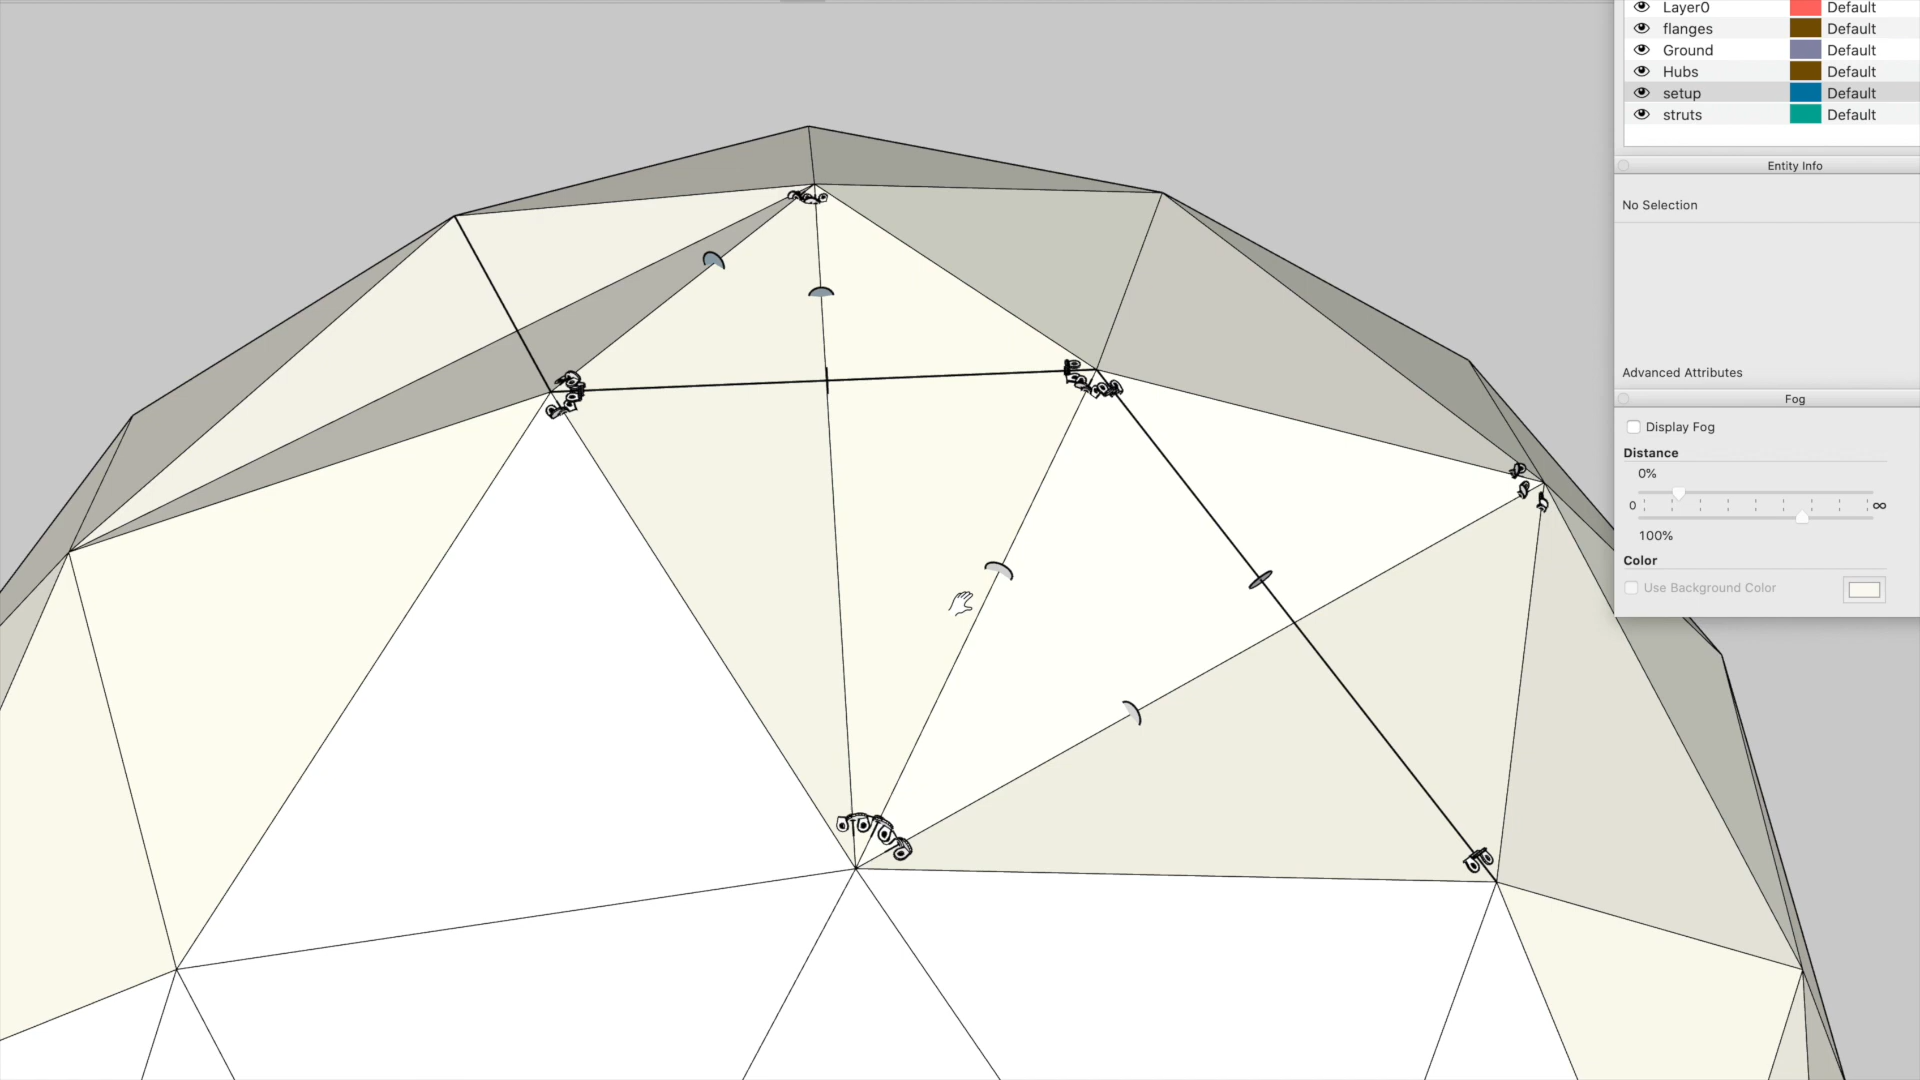 Layer0 Default
flanges Default
Ground Default
Hubs Default
setup Default
struts Default
Entity Info
No Selection
Advanced Attributes
Fog
Display Fog
Distance
0%
0 ∞
100%
Color
Use Background Color